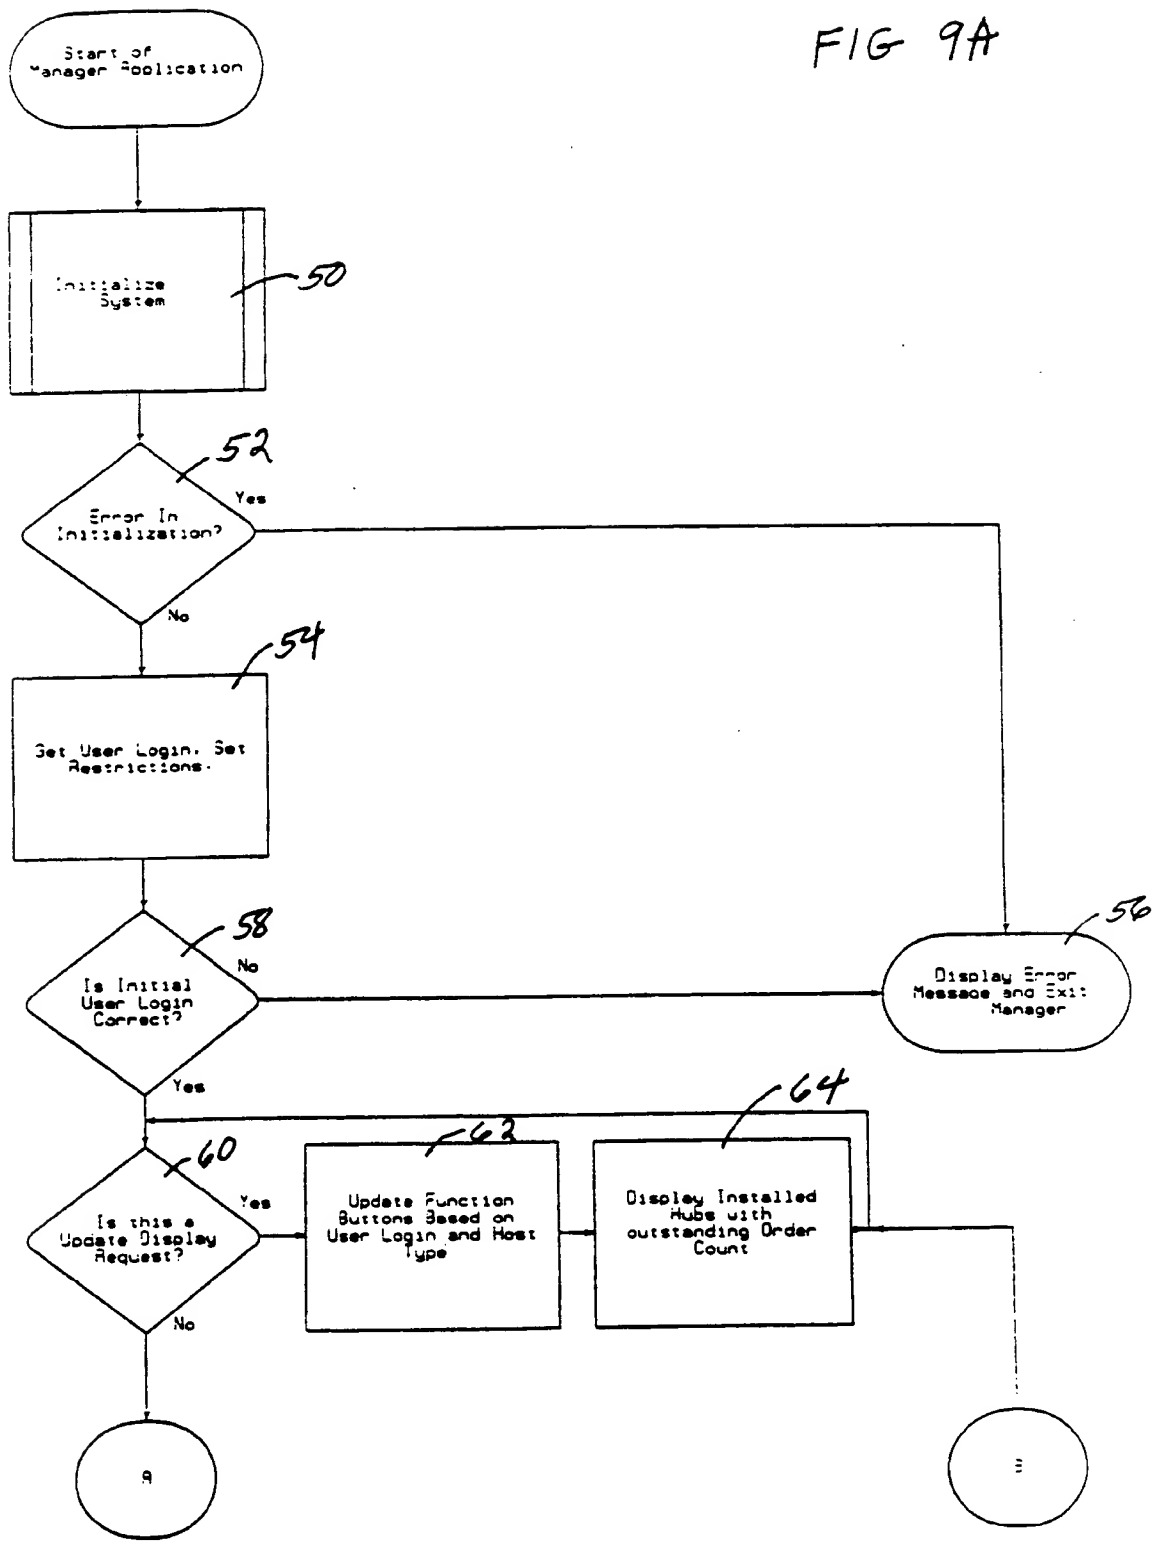 FIG 9A
Start of
Manager Application
Initialize
System
50
52
Yes
Error In
Initialization?
No
54
Get User Login, Set
Restrictions.
58
No
Is Initial
User Login
Correct?
Yes
56
Display Error
Message and Exit
Manager
60
Yes
Is this a
Update Display
Request?
No
62
Update Function
Buttons Based on
User Login and Host
Type
64
Display Installed
Hubs with
outstanding Order
Count
A